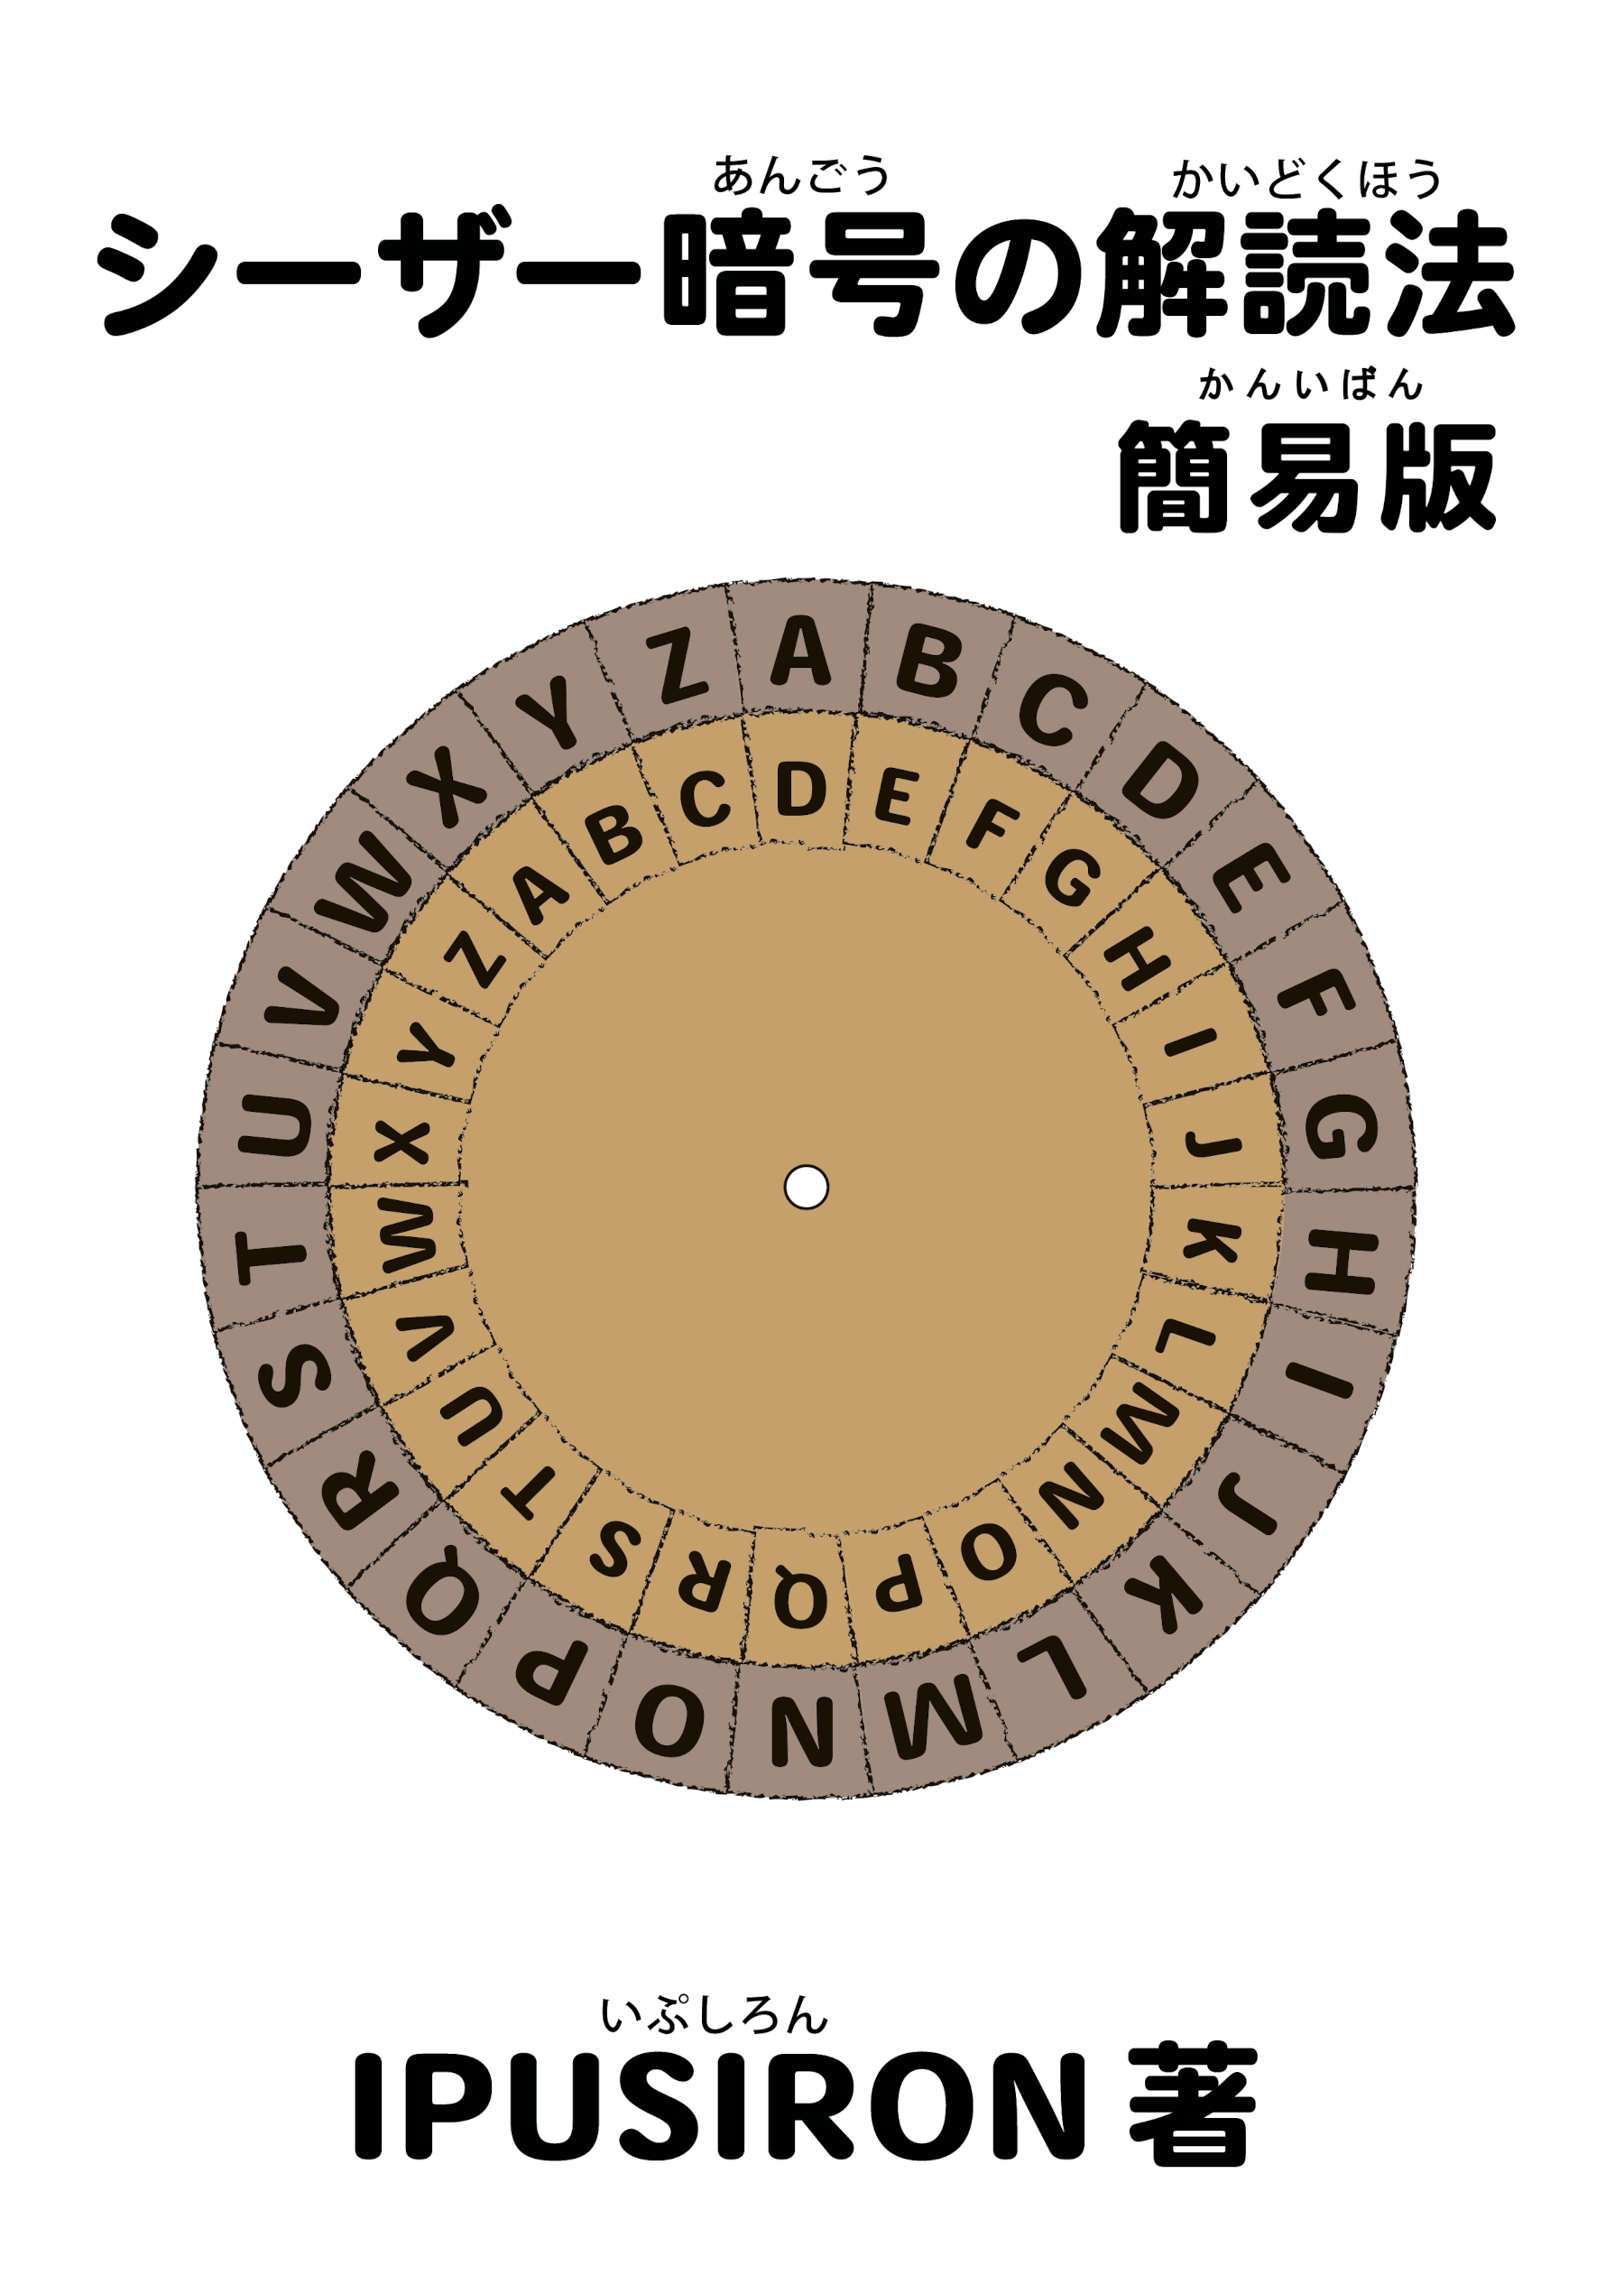 あんごう かいどくほう
シーザー暗号の解読法
かんいばん
簡易版
A B C D E F G H I J K L M N O P Q R S T U V W X Y Z
D E F G H I J K L M N O P Q R S T U V W X Y Z A B C
いぷしろん
IPUSIRON 著